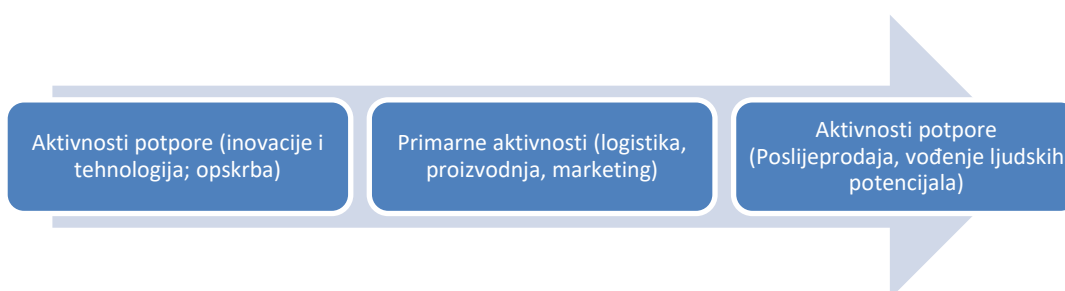 Aktivnosti potpore (inovacije i
tehnologija; opskrba)
Primarne aktivnosti (logistika,
proizvodnja, marketing)
Aktivnosti potpore
(Poslijeprodaja, vođenje ljudskih
potencijala)